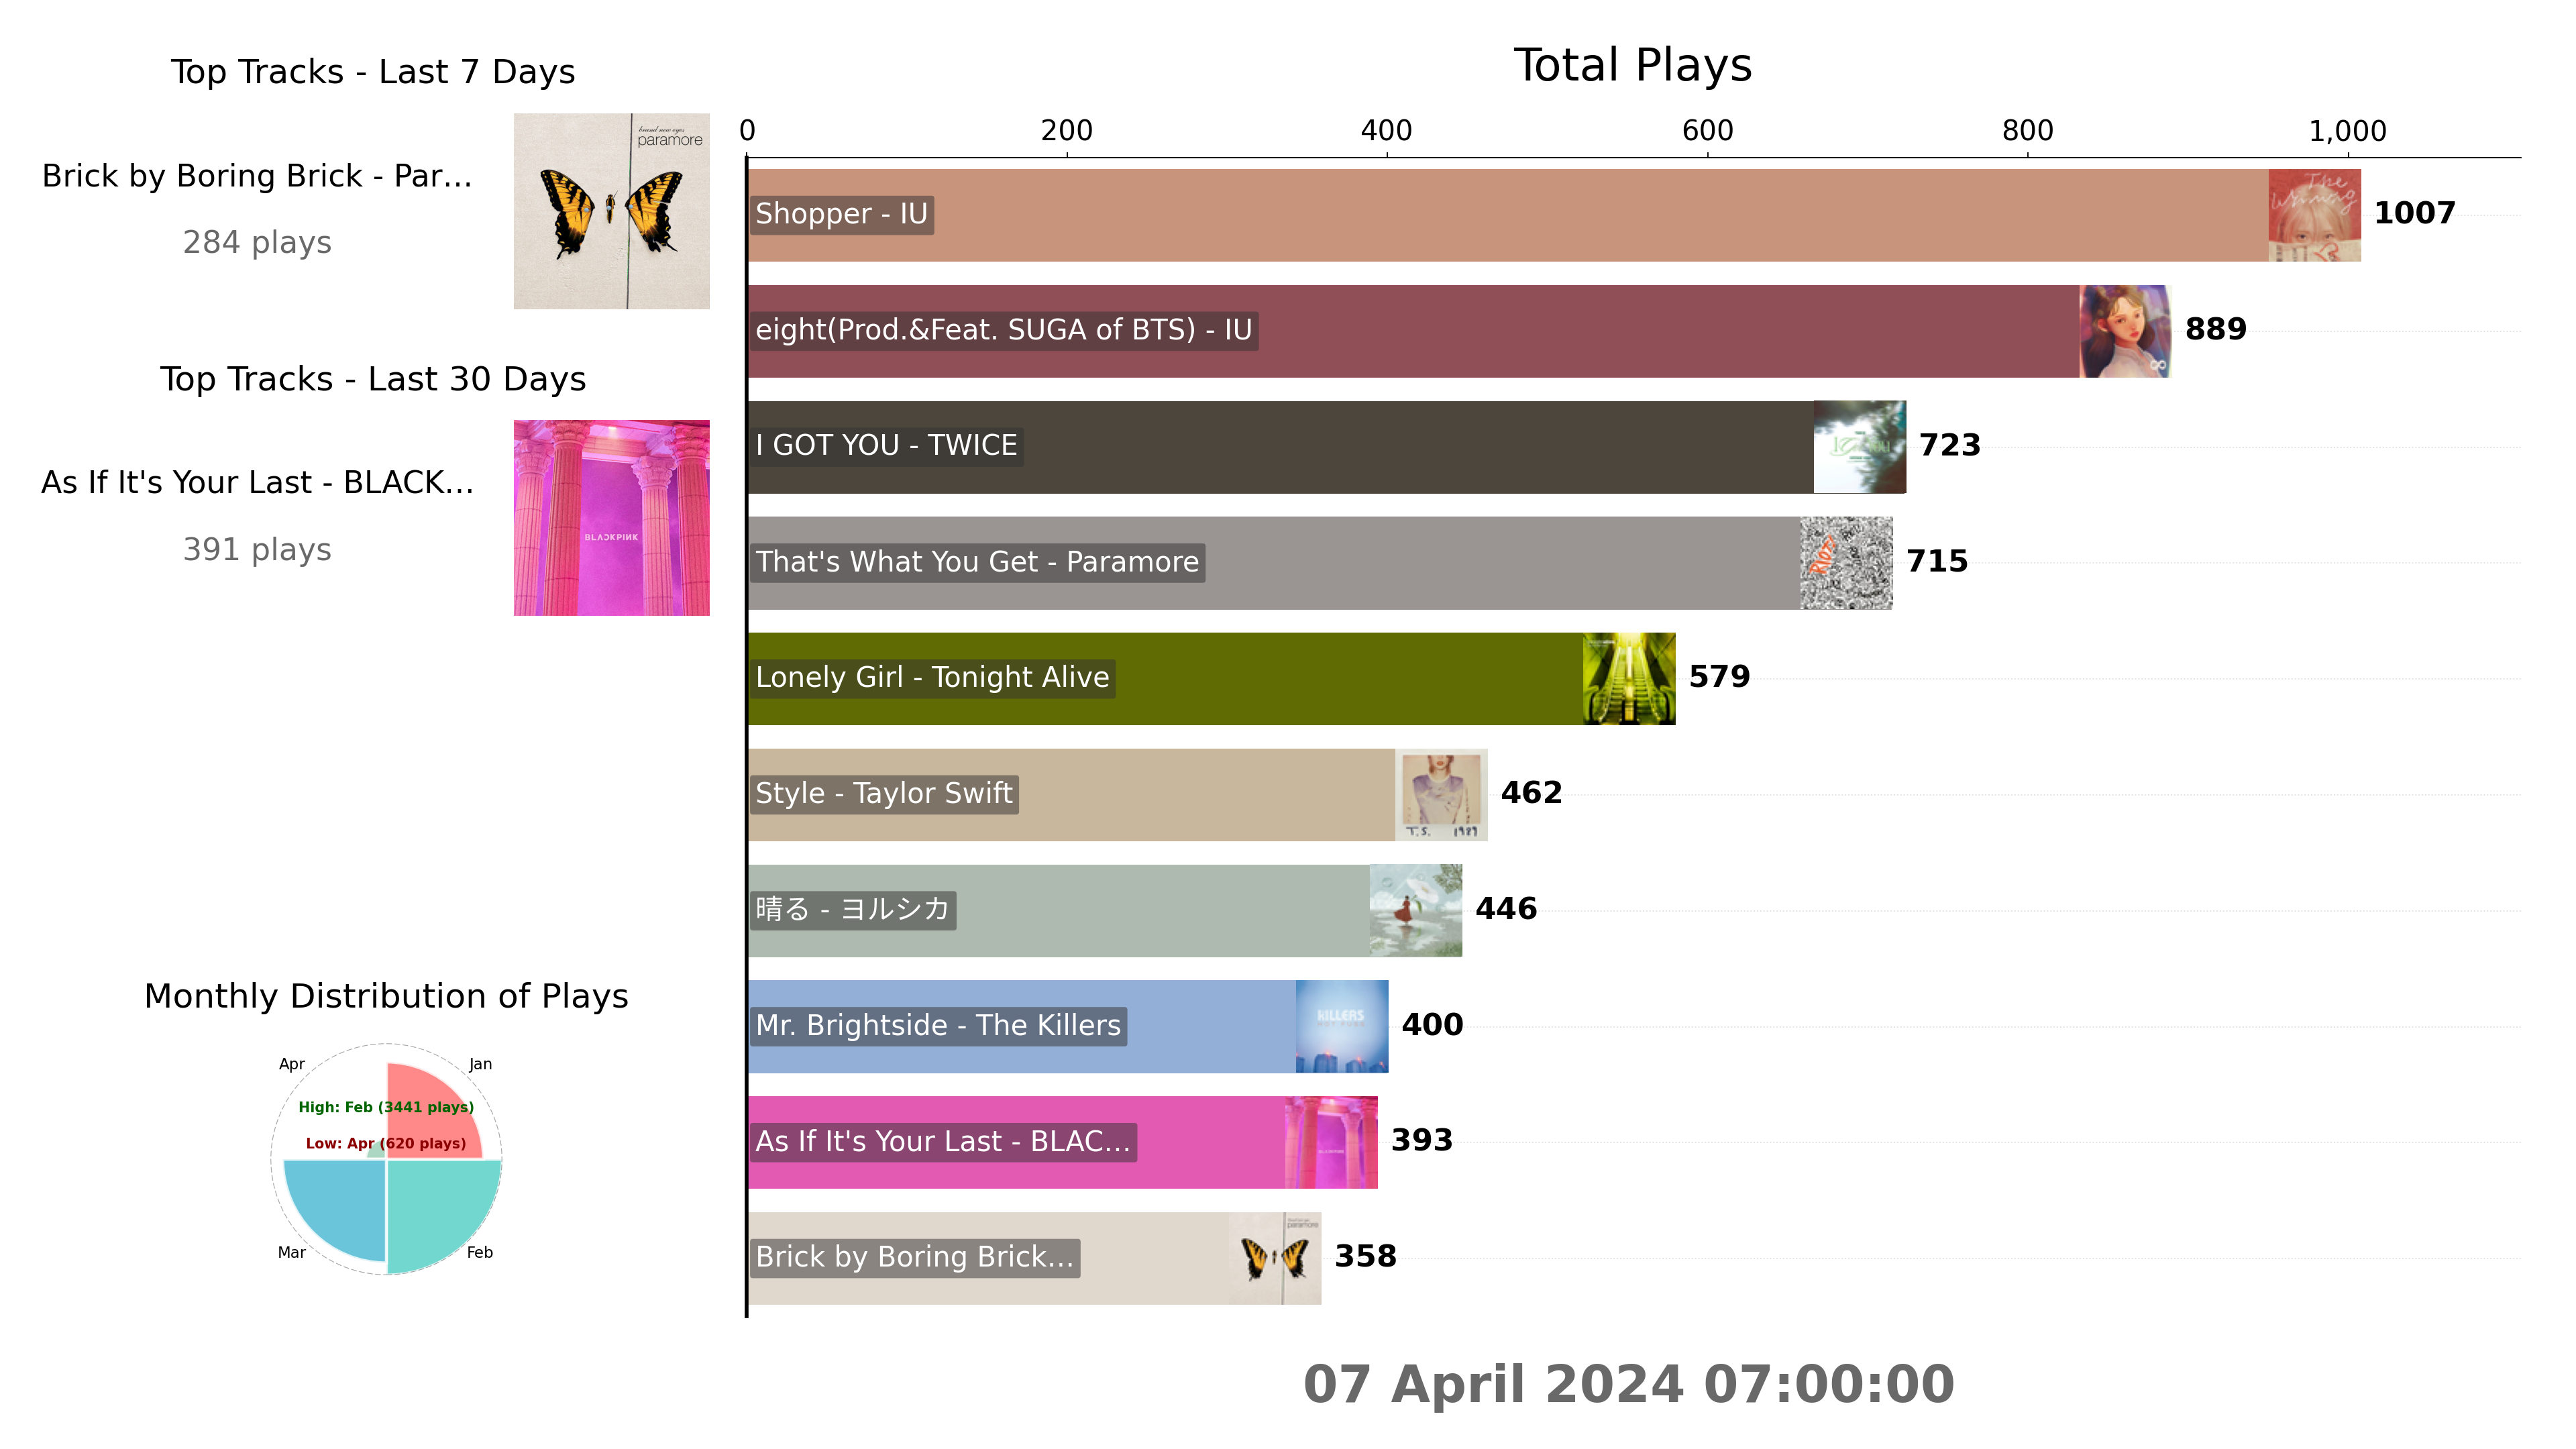 Top Tracks - Last 7 Days
Brick by Boring Brick - Par...
284 plays
brand new eyes
paramore
Top Tracks - Last 30 Days
As If It's Your Last - BLACK...
391 plays
BLACKPINK
Monthly Distribution of Plays
Apr
Jan
High: Feb (3441 plays)
Low: Apr (620 plays)
Mar
Feb
Total Plays
0 200 400 600 800 1,000
Shopper - IU
The Winning
1007
eight(Prod.&Feat. SUGA of BTS) - IU
889
I GOT YOU - TWICE
723
That's What You Get - Paramore
RIOT!
715
Lonely Girl - Tonight Alive
579
Style - Taylor Swift
T.S. 1989
462
晴る - ヨルシカ
446
Mr. Brightside - The Killers
KILLERS
400
As If It's Your Last - BLAC...
393
Brick by Boring Brick...
paramore
358
07 April 2024 07:00:00